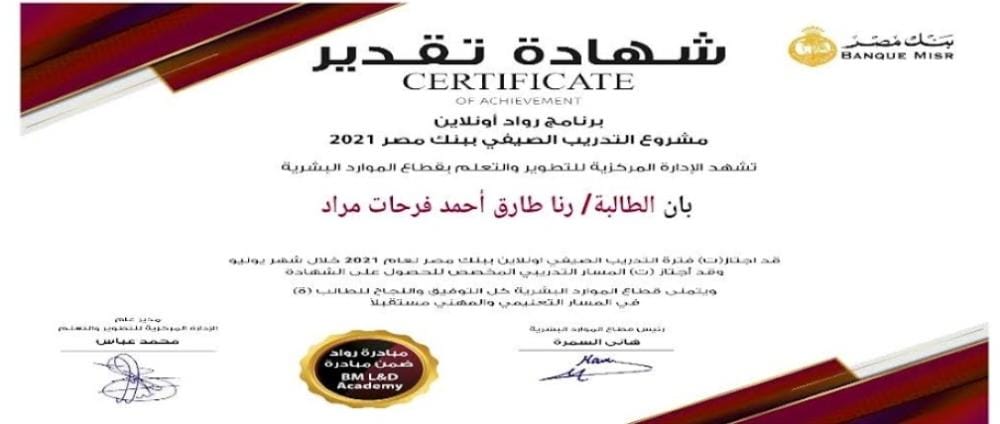 بنك مصر
BANQUE MISR
شهادة تقدير
CERTIFICATE
OF ACHIEVEMENT
برنامج رواد أونلاين
مشروع التدريب الصيفي ببنك مصر 2021
تشهد الإدارة المركزية للتطوير والتعلم بقطاع الموارد البشرية
بان الطالبة/ رنا طارق أحمد فرحات مراد
قد اجتاز(ت) فترة التدريب الصيفي اونلاين ببنك مصر لعام 2021 خلال شهر يونيو
وقد أجتاز (ت) المسار التدريبي المخصص للحصول على الشهادة
ويتمنى قطاع الموارد البشرية كل التوفيق والنجاح للطالب (ة)
في المسار التعليمي والمهني مستقبلاً
رئيس قطاع الموارد البشرية
هاني السمرة
مدير عام
الإدارة المركزية للتطوير والتعلم
محمد عباس
مبادرة رواد
ضمن مبادرة
BM L&D
Academy